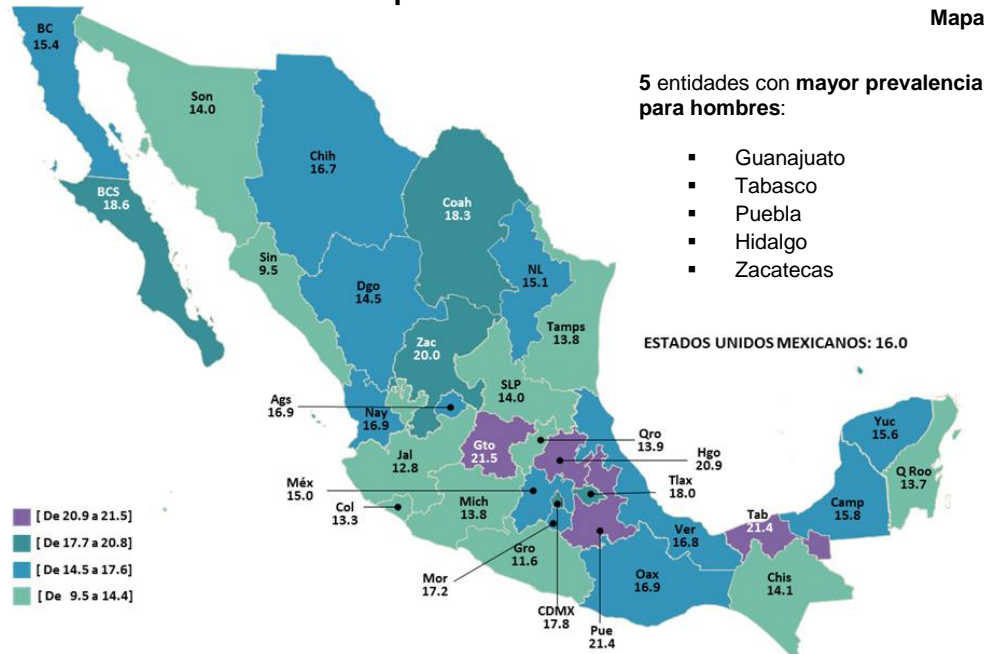 Mapa
5 entidades con mayor prevalencia
para hombres:
▪ Guanajuato
▪ Tabasco
▪ Puebla
▪ Hidalgo
▪ Zacatecas
ESTADOS UNIDOS MEXICANOS: 16.0
BC
15.4
Son
14.0
Chih
16.7
BCS
18.6
Coah
18.3
Sin
9.5
NL
15.1
Dgo
14.5
Tamps
13.8
Zac
20.0
SLP
14.0
Ags
16.9
Nay
16.9
Gto
21.5
Qro
13.9
Hgo
20.9
Jal
12.8
Tlax
18.0
Méx
15.0
Mich
13.8
Col
13.3
Gro
11.6
Mor
17.2
CDMX
17.8
Pue
21.4
Ver
16.8
Oax
16.9
Tab
21.4
Chis
14.1
Camp
15.8
Yuc
15.6
Q Roo
13.7
[ De 20.9 a 21.5]
[ De 17.7 a 20.8]
[ De 14.5 a 17.6]
[ De 9.5 a 14.4]